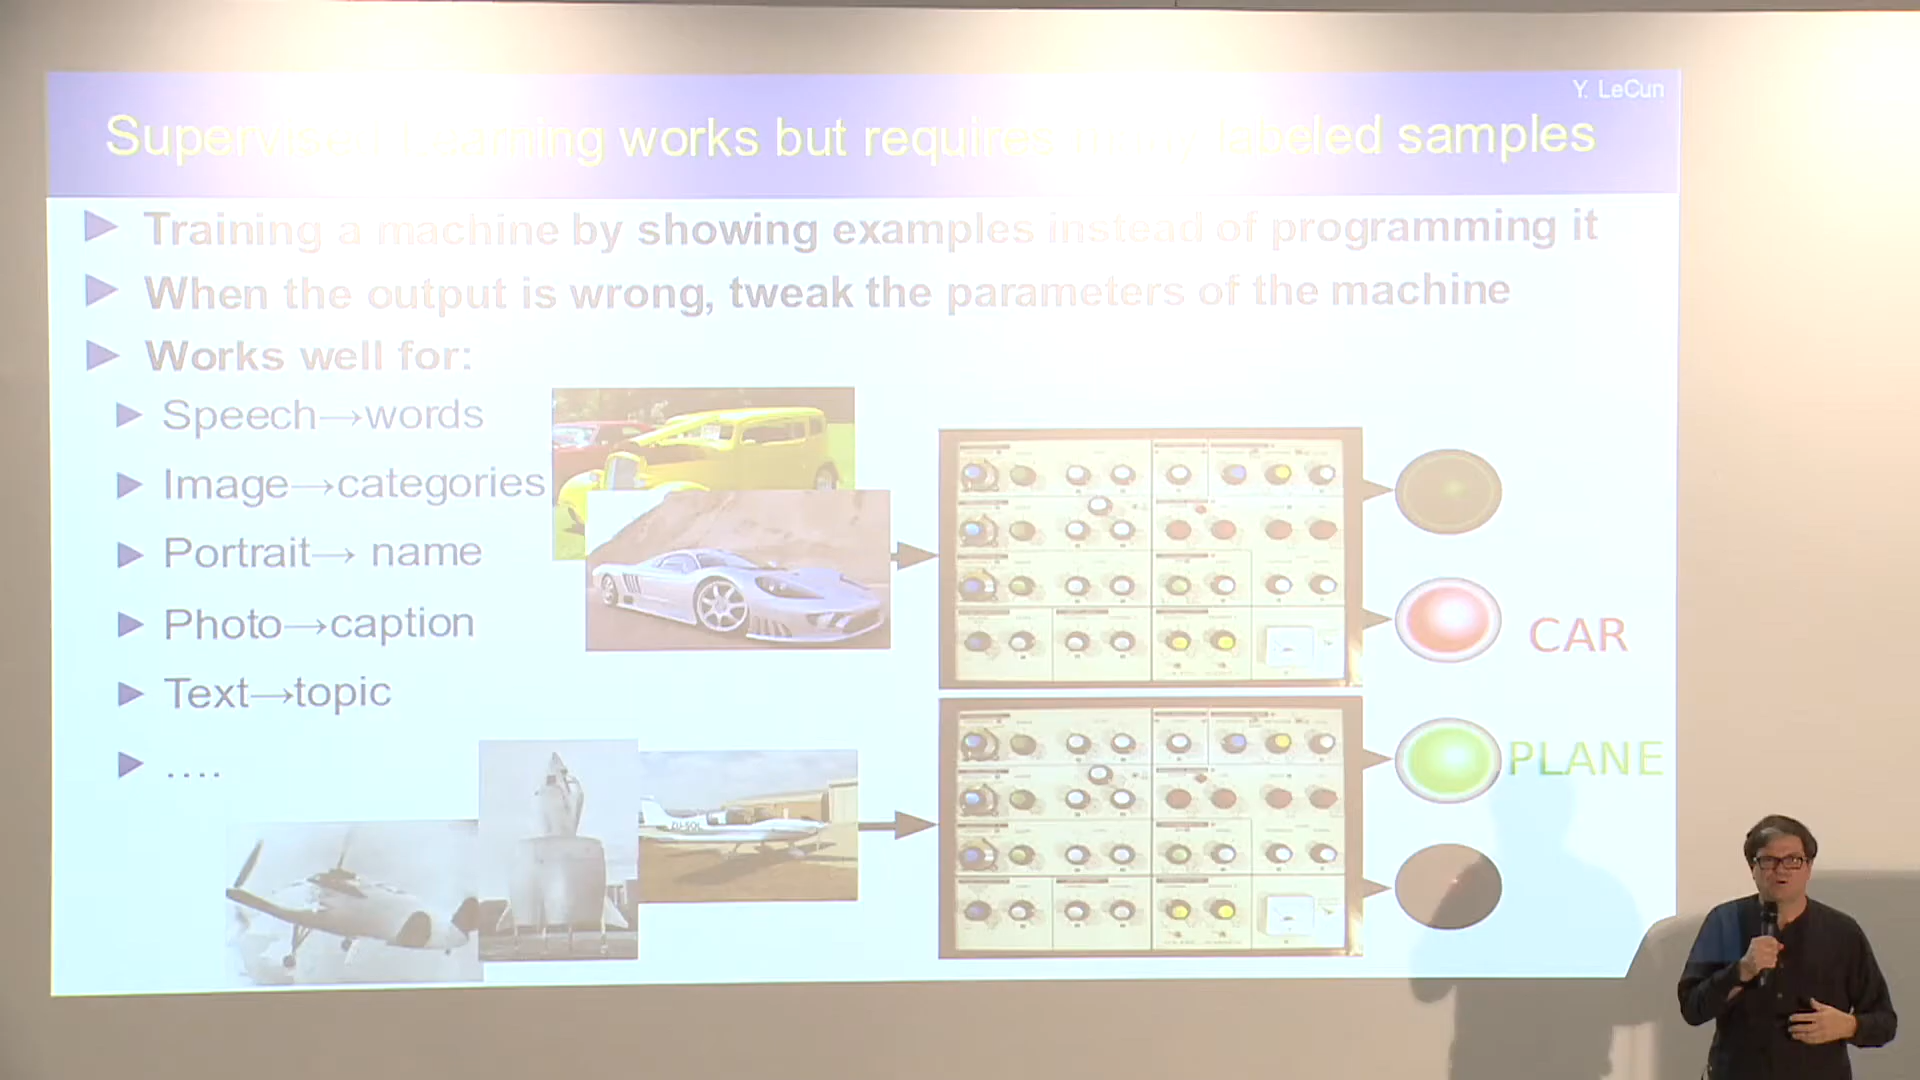 Y. LeCun
Supervised Learning works but requires many labeled samples
Training a machine by showing examples instead of programming it
When the output is wrong, tweak the parameters of the machine
Works well for:
Speech→words
Image→categories
Portrait→ name
Photo→caption
Text→topic
....
CAR
PLANE